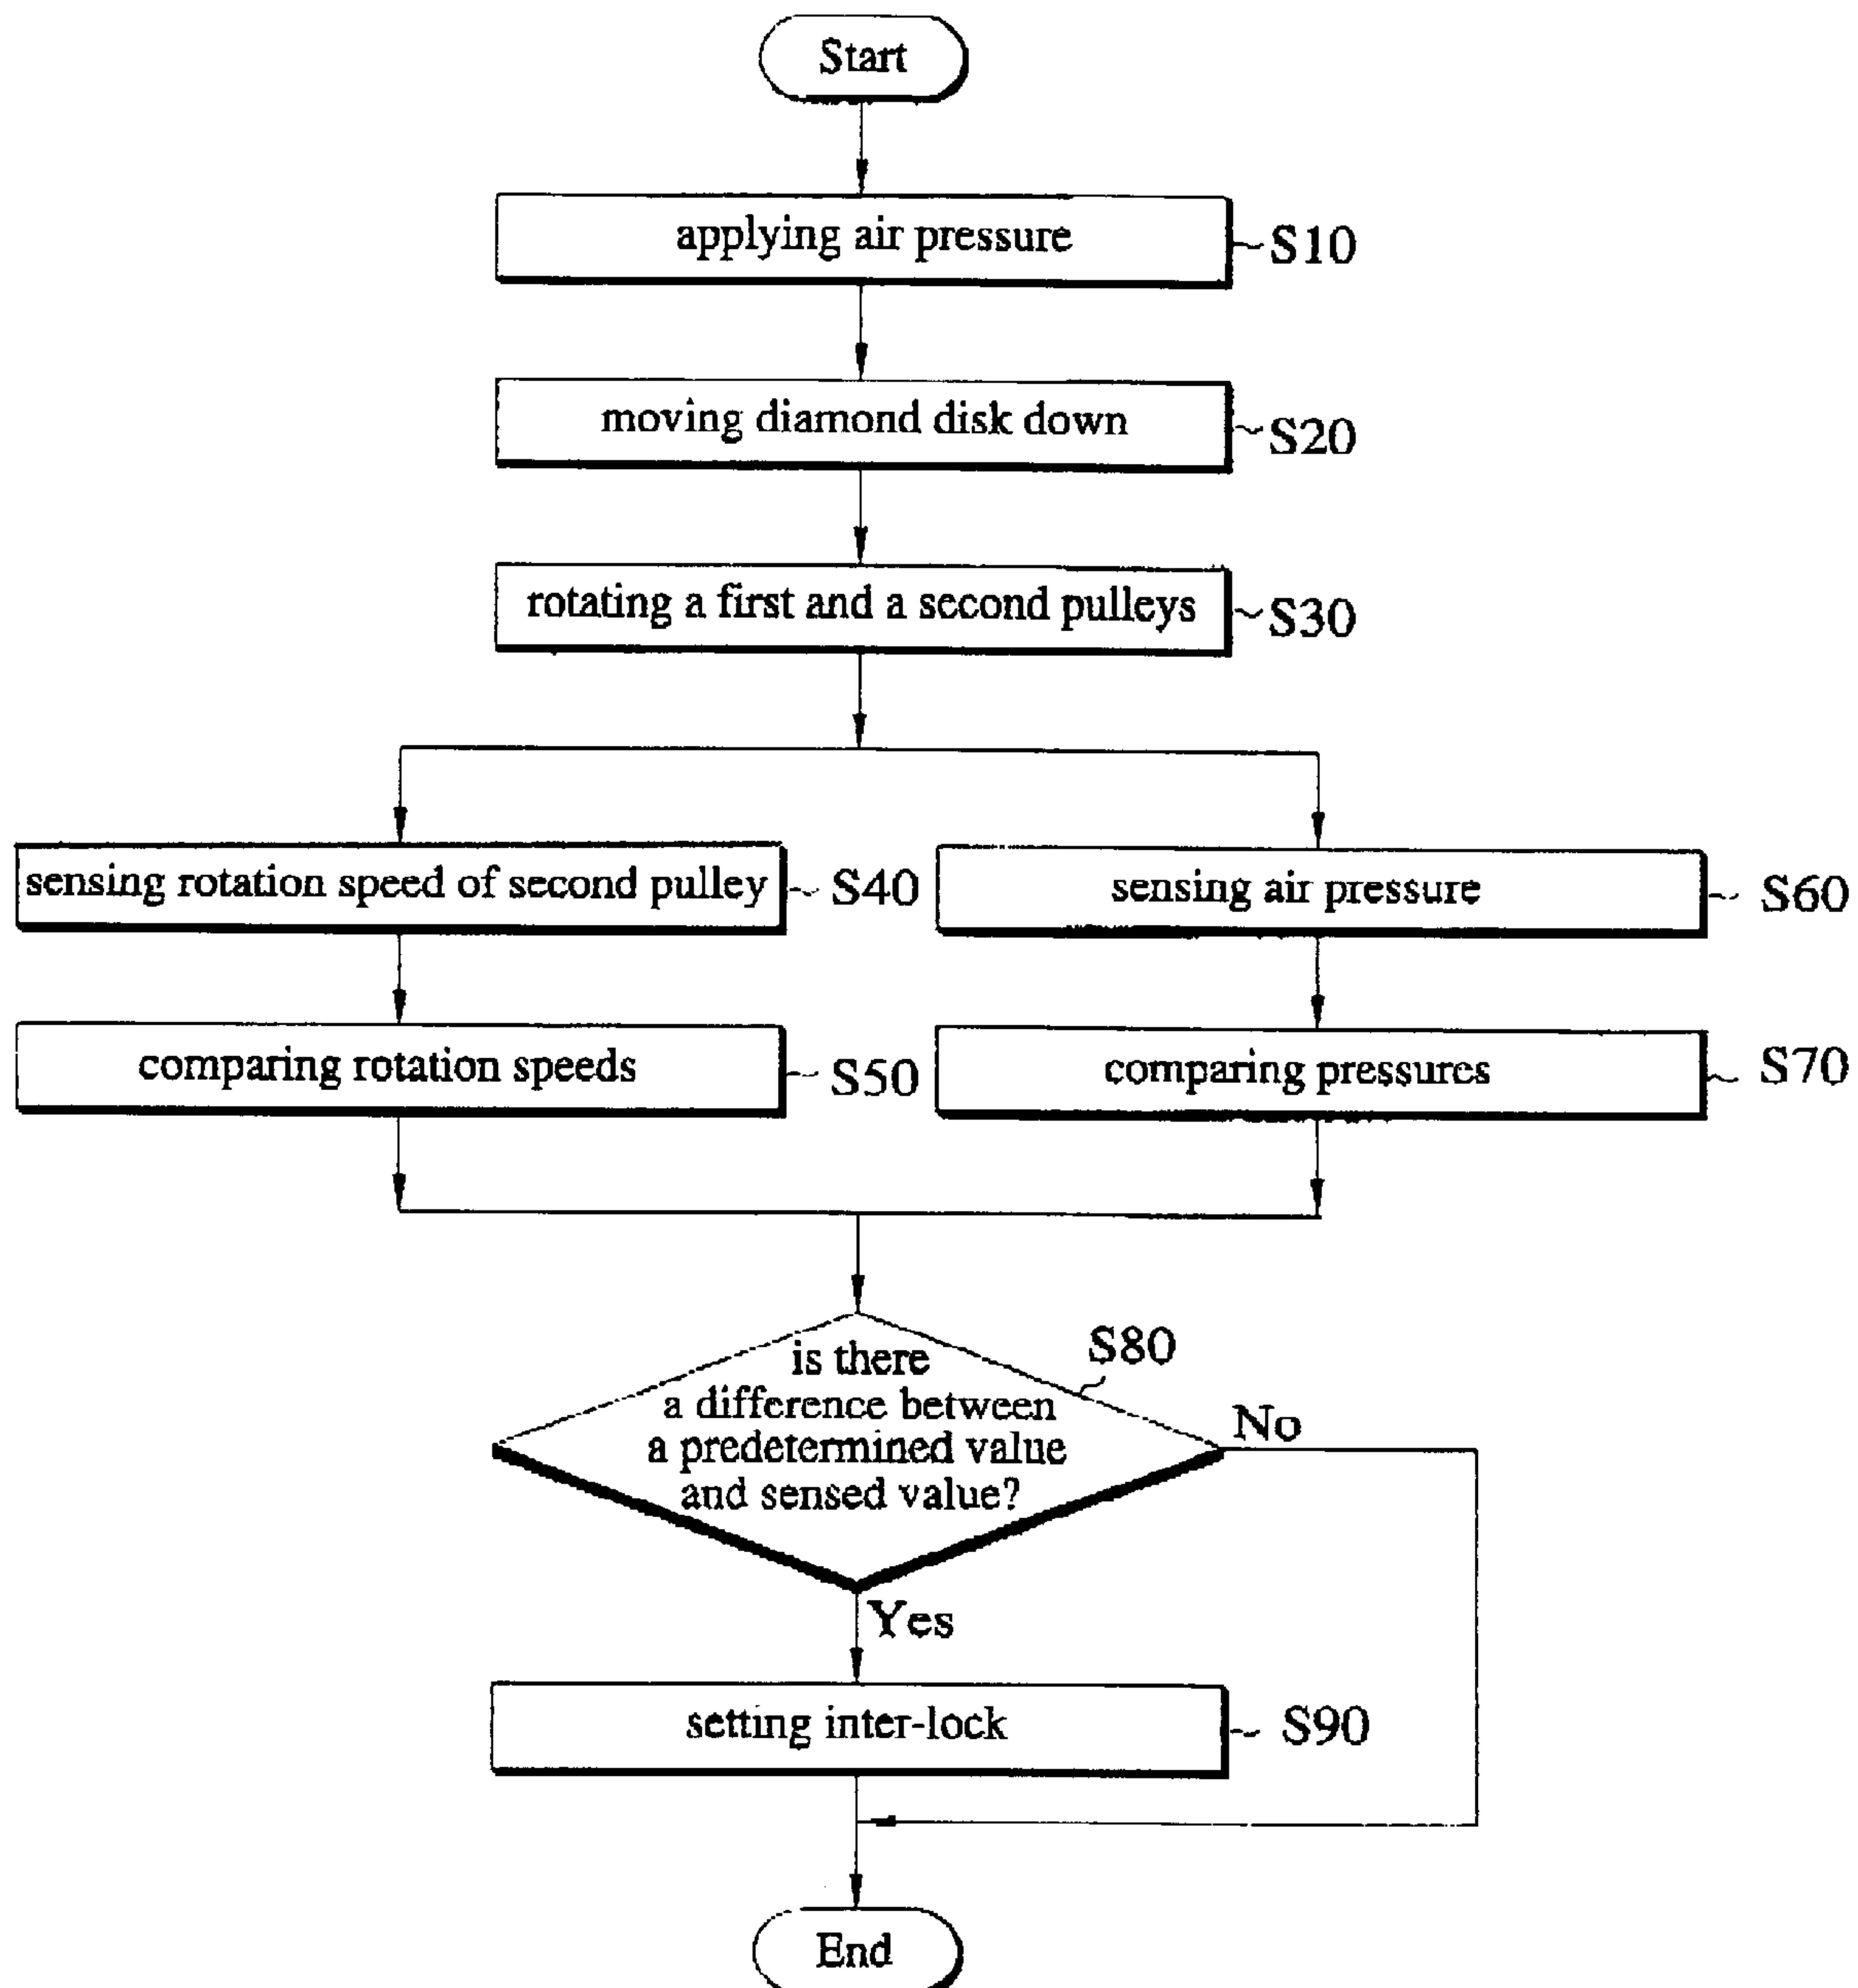 Start
applying air pressure
S10
moving diamond disk down
S20
rotating a first and a second pulleys
S30
sensing rotation speed of second pulley
S40
sensing air pressure
S60
comparing rotation speeds
S50
comparing pressures
S70
is there
a difference between
a predetermined value
and sensed value?
S80
No
Yes
setting inter-lock
S90
End